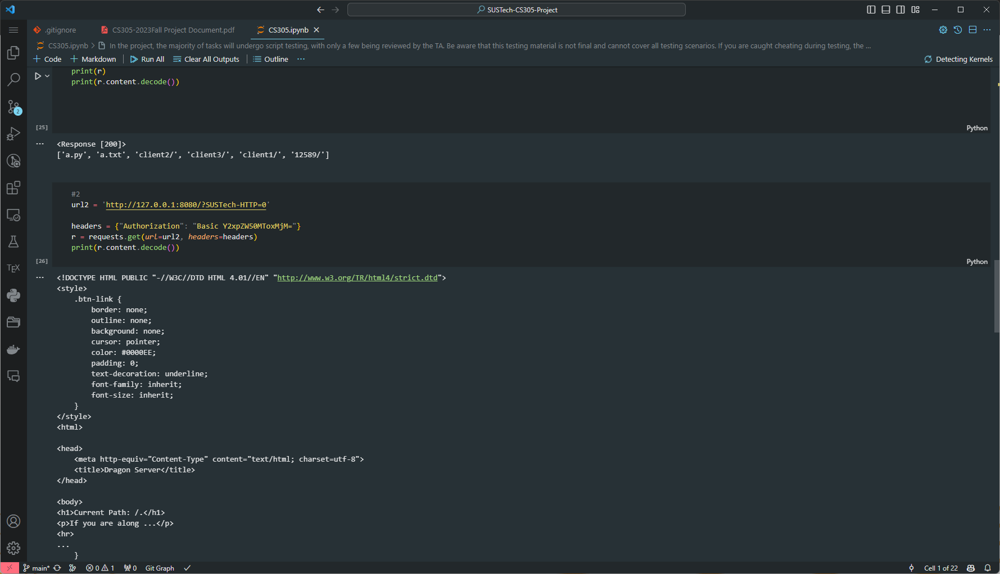 SUSTech-CS305-Project
.gitignore
CS305-2023Fall Project Document.pdf
CS305.ipynb
CS305.ipynb > In the project, the majority of tasks will undergo script testing, with only a few being reviewed by the TA. Be aware that this testing material is not final and cannot cover all testing scenarios. If you are caught cheating during testing, the ...
Code Markdown Run All Clear All Outputs Outline ... Detecting Kernels
print(r)
print(r.content.decode())
[25] Python
<Response [200]>
['a.py', 'a.txt', 'client2/', 'client3/', 'client1/', '12589/']
#2
url2 = 'http://127.0.0.1:8080/?SUSTech-HTTP=0'
headers = {"Authorization": "Basic Y2xpZW50MToxMjM="}
r = requests.get(url=url2, headers=headers)
print(r.content.decode())
[26] Python
<!DOCTYPE HTML PUBLIC "-//W3C//DTD HTML 4.01//EN" "http://www.w3.org/TR/html4/strict.dtd">
<style>
.btn-link {
border: none;
outline: none;
background: none;
cursor: pointer;
color: #0000EE;
padding: 0;
text-decoration: underline;
font-family: inherit;
font-size: inherit;
}
</style>
<html>
<head>
<meta http-equiv="Content-Type" content="text/html; charset=utf-8">
<title>Dragon Server</title>
</head>
<body>
<h1>Current Path: /.</h1>
<p>If you are along ...</p>
<hr>
...
}
2
TEX
main* 0 1 0 Git Graph Cell 1 of 22